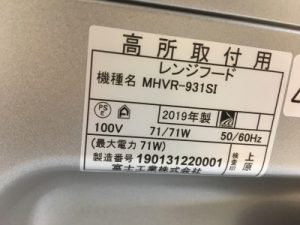 高所取付用
レンジフード
機種名 MHVR-931SI
PS E 2019年製
100V 71/71W 50/60Hz
(最大電力 71W)
製造番号 190131220001
検査印 上原
富士工業株式会社